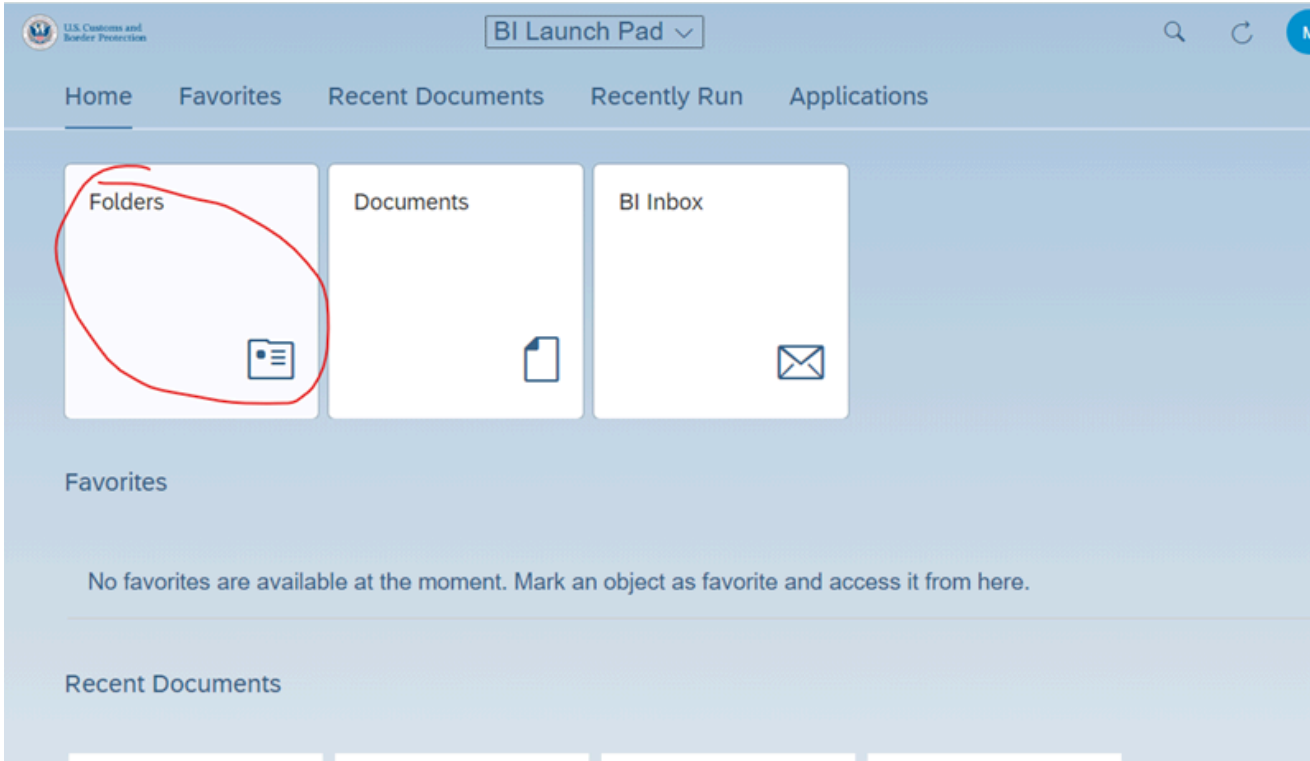 U.S. Customs and
Border Protection
BI Launch Pad
Home Favorites Recent Documents Recently Run Applications
Folders Documents BI Inbox
Favorites
No favorites are available at the moment. Mark an object as favorite and access it from here.
Recent Documents